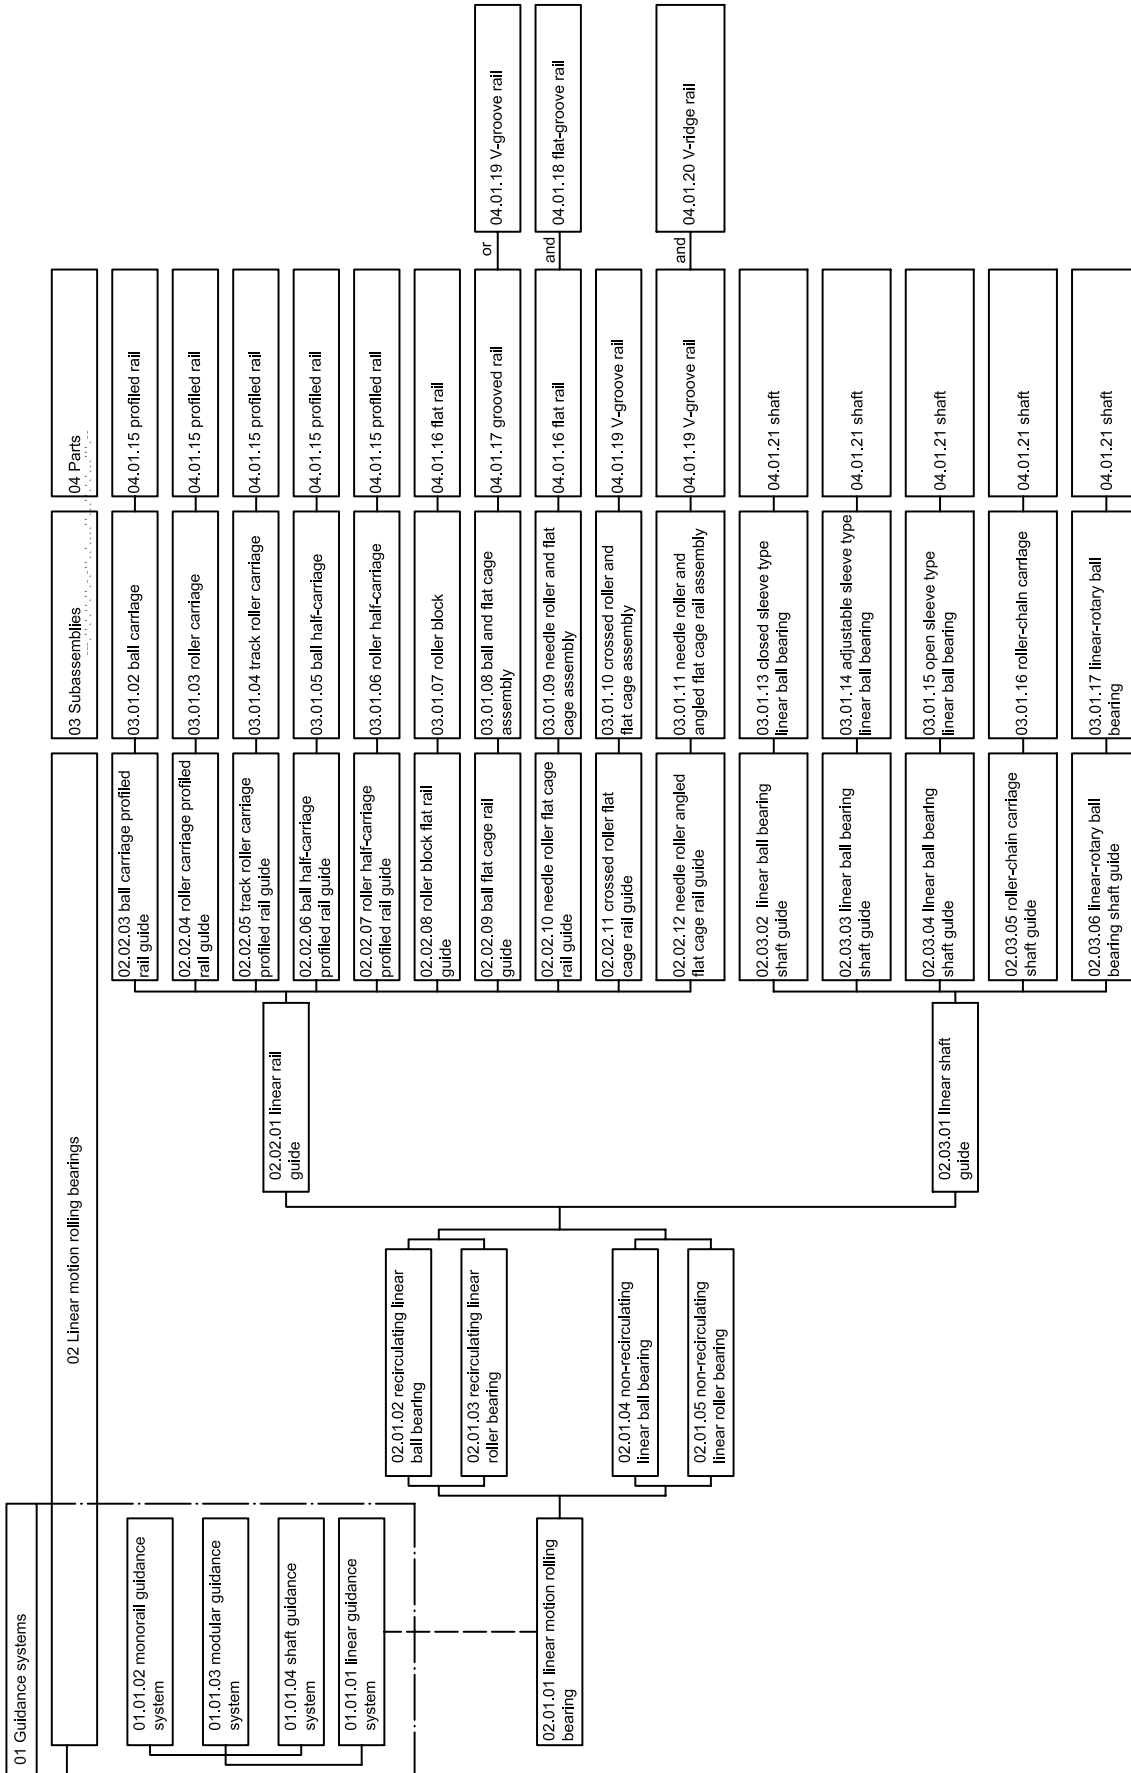 01 Guidance systems
02 Linear motion rolling bearings
03 Subassemblies
04 Parts
01.01.02 monorail guidance
system
01.01.03 modular guidance
system
01.01.04 shaft guidance
system
01.01.01 linear guidance
system
02.01.01 linear motion rolling
bearing
02.01.02 recirculating linear
ball bearing
02.01.03 recirculating linear
roller bearing
02.01.04 non-recirculating
linear ball bearing
02.01.05 non-recirculating
linear roller bearing
02.02.01 linear rail
guide
02.03.01 linear shaft
guide
02.02.03 ball carriage profiled
rail guide
03.01.02 ball carriage
04.01.15 profiled rail
02.02.04 roller carriage profiled
rail guide
03.01.03 roller carriage
04.01.15 profiled rail
02.02.05 track roller carriage
profiled rail guide
03.01.04 track roller carriage
04.01.15 profiled rail
02.02.06 ball half-carriage
profiled rail guide
03.01.05 ball half-carriage
04.01.15 profiled rail
02.02.07 roller half-carriage
profiled rail guide
03.01.06 roller half-carriage
04.01.15 profiled rail
02.02.08 roller block flat rail
guide
03.01.07 roller block
04.01.16 flat rail
02.02.09 ball flat cage rail
guide
03.01.08 ball and flat cage
assembly
04.01.17 grooved rail
or
04.01.19 V-groove rail
02.02.10 needle roller flat cage
rail guide
03.01.09 needle roller and flat
cage assembly
04.01.16 flat rail
and
04.01.18 flat-groove rail
02.02.11 crossed roller flat
cage rail guide
03.01.10 crossed roller and
flat cage assembly
04.01.19 V-groove rail
02.02.12 needle roller angled
flat cage rail guide
03.01.11 needle roller and
angled flat cage rail assembly
04.01.19 V-groove rail
and
04.01.20 V-ridge rail
02.03.02 linear ball bearing
shaft guide
03.01.13 closed sleeve type
linear ball bearing
04.01.21 shaft
02.03.03 linear ball bearing
shaft guide
03.01.14 adjustable sleeve type
linear ball bearing
04.01.21 shaft
02.03.04 linear ball bearing
shaft guide
03.01.15 open sleeve type
linear ball bearing
04.01.21 shaft
02.03.05 roller-chain carriage
shaft guide
03.01.16 roller-chain carriage
04.01.21 shaft
02.03.06 linear-rotary ball
bearing shaft guide
03.01.17 linear-rotary ball
bearing
04.01.21 shaft